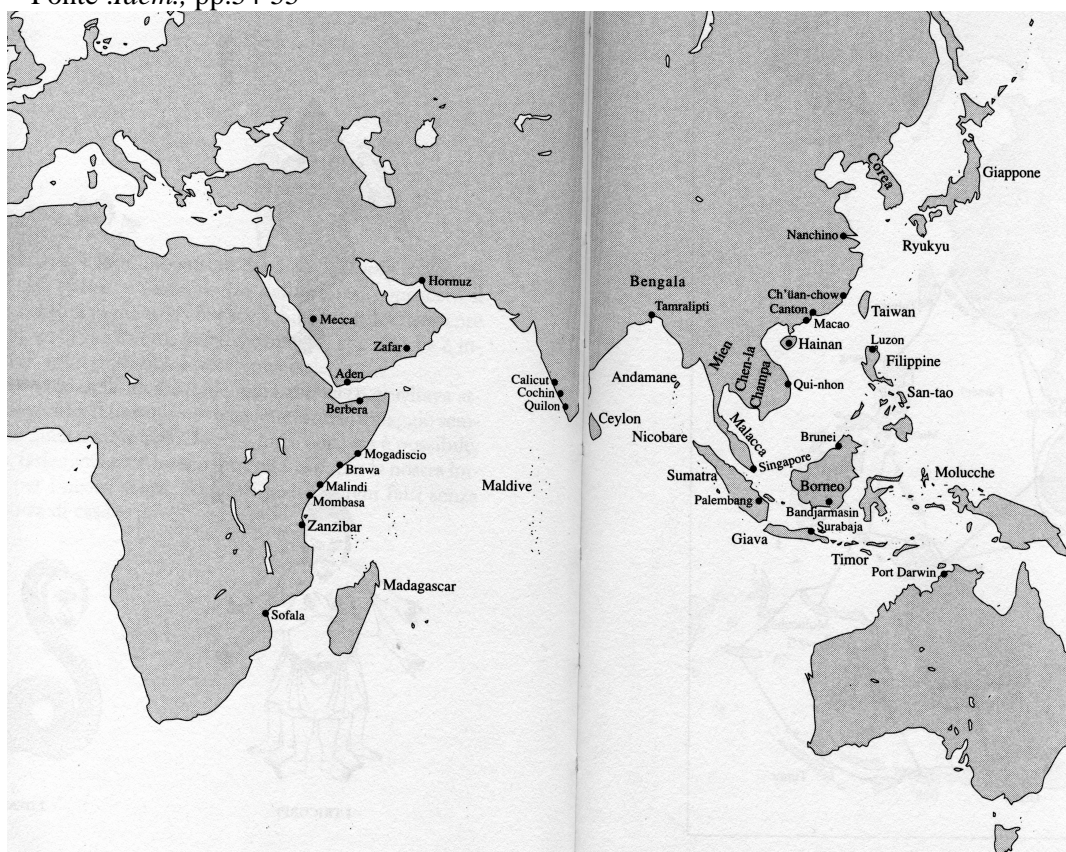 Fonte :Idem., pp.54-55
Corea
Giappone
Nanchino
Ryukyu
Hormuz
Bengala
Ch'üan-chow
Tamralipti
Canton
Taiwan
Mecca
Macao
Zafar
Mien
Hainan
Luzon
Filippine
Chen-la
Champa
Aden
Andamane
Calicut
Qui-nhon
San-tao
Cochin
Berbera
Quilon
Ceylon
Malacca
Nicobare
Brunei
Mogadiscio
Singapore
Brawa
Sumatra
Molucche
Malindi
Maldive
Borneo
Mombasa
Palembang
Bandjarmasin
Zanzibar
Surabaja
Giava
Timor
Port Darwin
Madagascar
Sofala